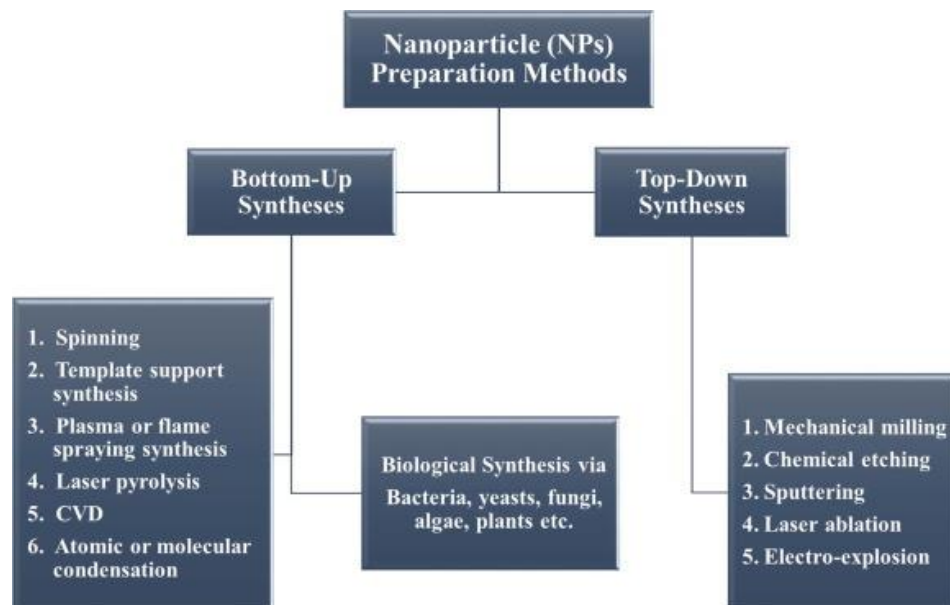 Nanoparticle (NPs)
Preparation Methods
Bottom-Up
Syntheses
Top-Down
Syntheses
1. Spinning
2. Template support
synthesis
3. Plasma or flame
spraying synthesis
4. Laser pyrolysis
5. CVD
6. Atomic or molecular
condensation
Biological Synthesis via
Bacteria, yeasts, fungi,
algae, plants etc.
1. Mechanical milling
2. Chemical etching
3. Sputtering
4. Laser ablation
5. Electro-explosion